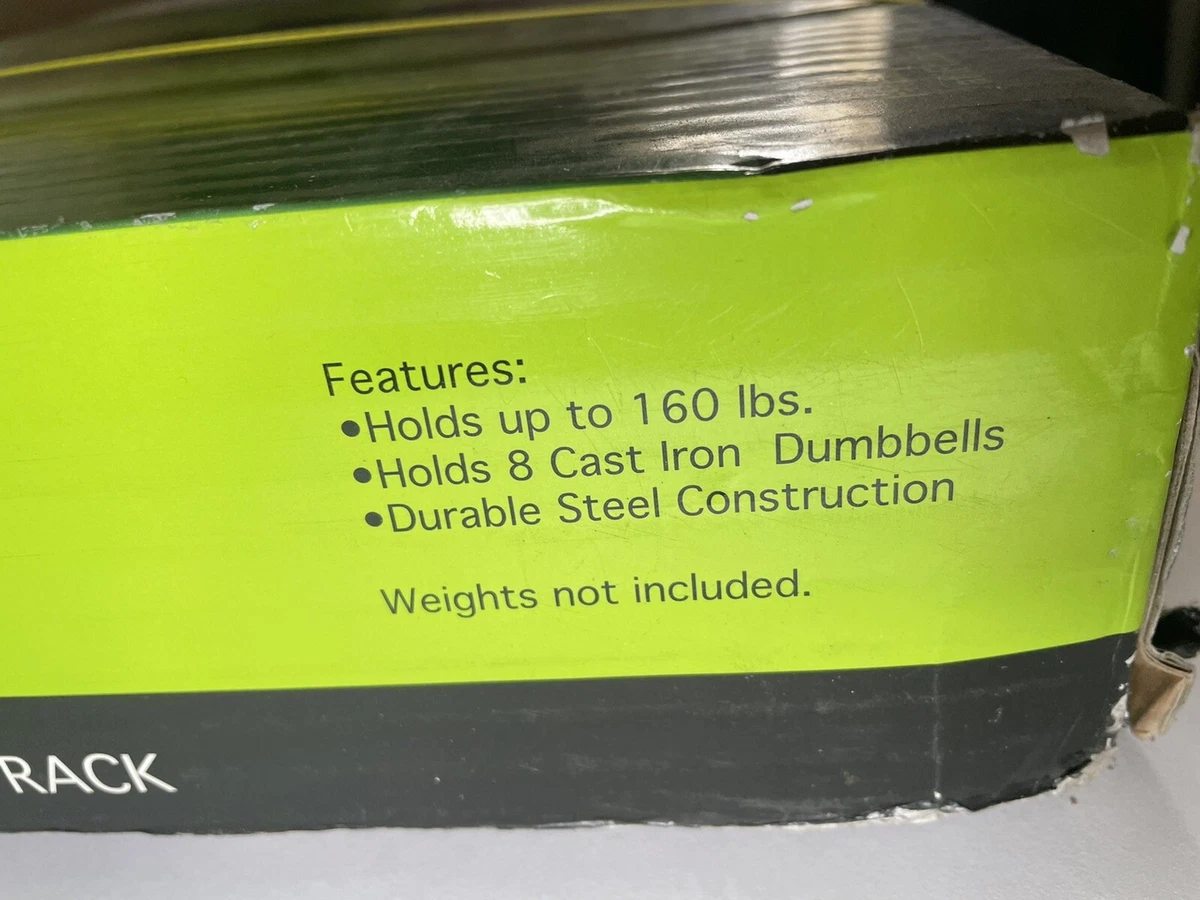 Features:
•Holds up to 160 lbs.
•Holds 8 Cast Iron Dumbbells
•Durable Steel Construction
Weights not included.
RACK